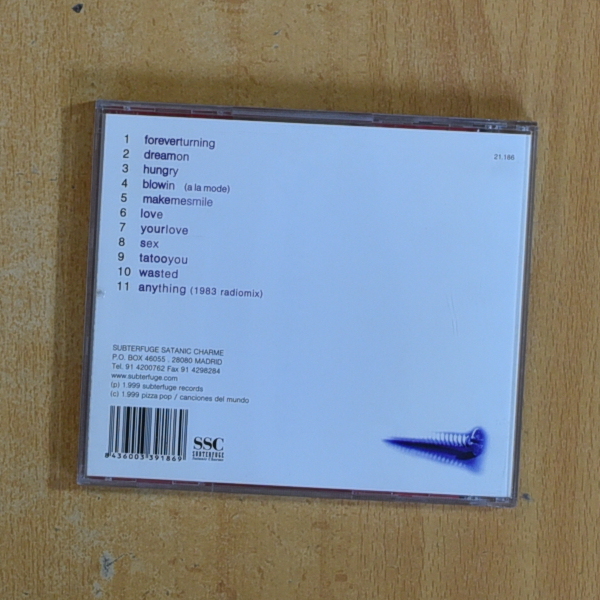 1 foreverturning
2 dreamon
3 hungry
4 blowin (a la mode)
5 makemesmile
6 love
7 yourlove
8 sex
9 tatooyou
10 wasted
11 anything (1983 radiomix)
21.186
SUBTERFUGE SATANIC CHARME
P.O. BOX 46055 . 28080 MADRID
Tel. 91 4200762 Fax 91 4298284
www.subterfuge.com
(p) 1.999 subterfuge records
(c) 1.999 pizza pop / canciones del mundo
8436003391869
SSC
SUBTERFUGE